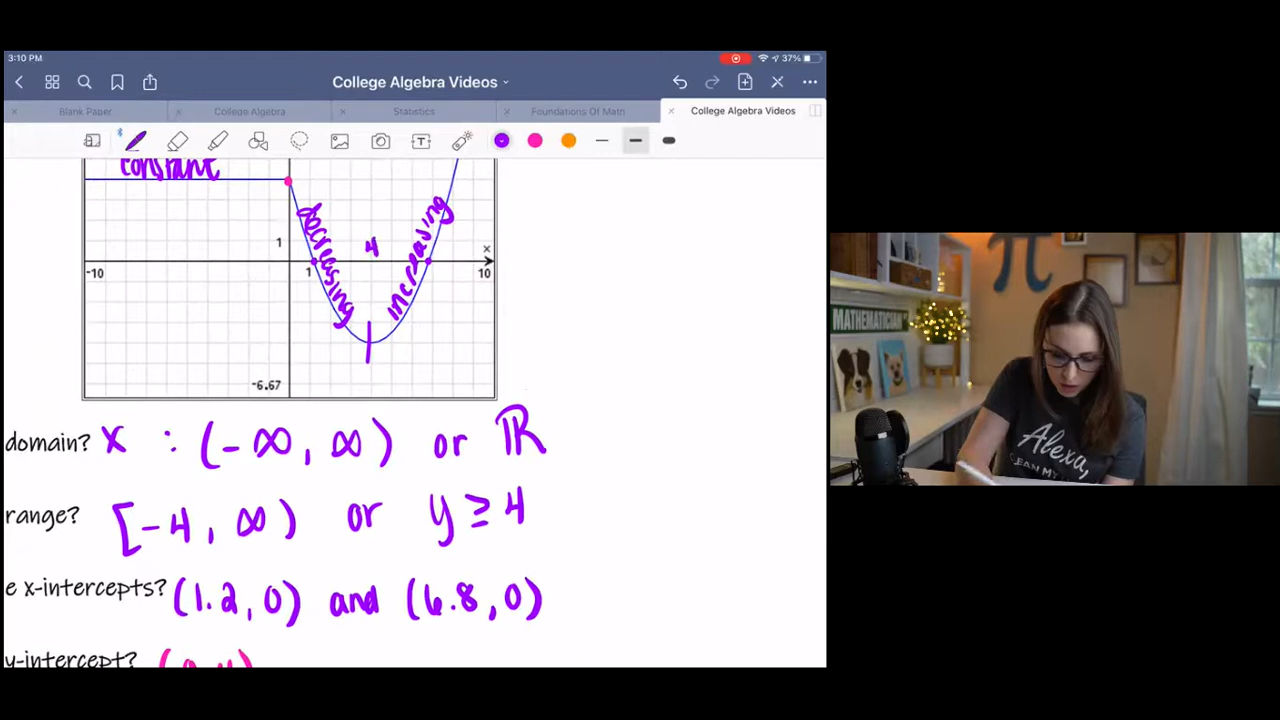 3:10 PM
37%
College Algebra Videos
Blank Paper
College Algebra
Statistics
Foundations Of Math
College Algebra Videos
constant
decreasing
4
increasing
1
x
-10
1
10
-6.67
domain? x : (-∞, ∞) or ℝ
range? [-4, ∞) or y ≥ 4
e x-intercepts? (1.2, 0) and (6.8, 0)
y-intercept?
MATHEMATICIAN
π
Alexa,